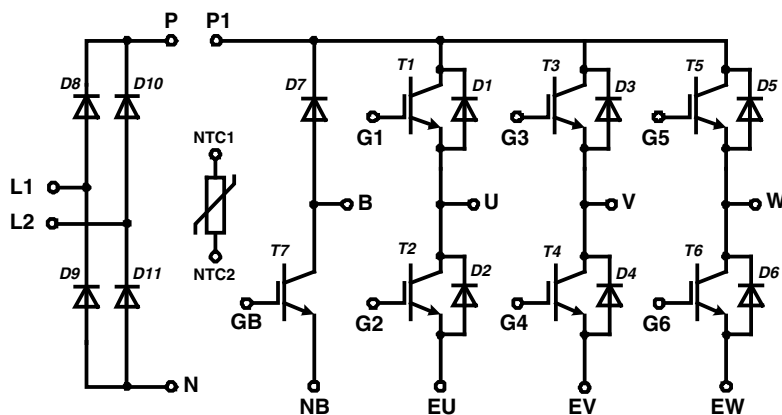 P P1
D8 D10 D7 T1 D1 T3 D3 T5 D5
G1 G3 G5
NTC1
L1
L2
B U V W
NTC2
D9 D11 T7 T2 D2 T4 D4 T6 D6
GB G2 G4 G6
N
NB EU EV EW